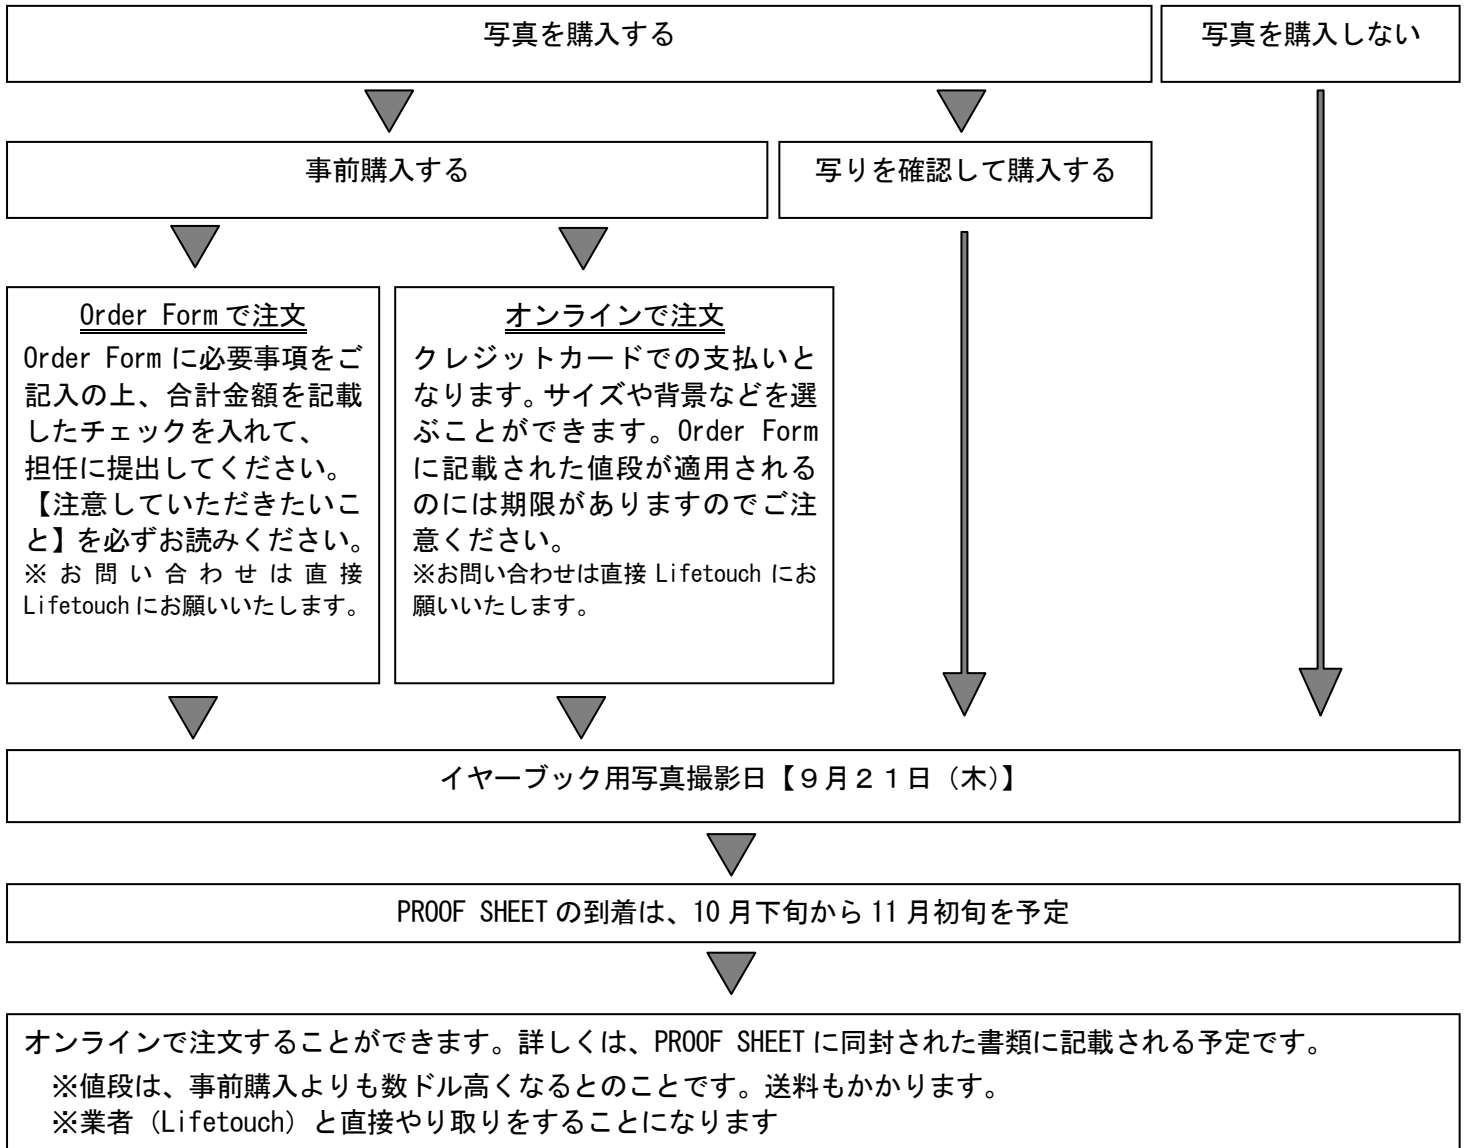 写真を購入する
写真を購入しない
事前購入する
写りを確認して購入する
Order Form で注文
Order Form に必要事項をご
記入の上、合計金額を記載
したチェックを入れて、
担任に提出してください。
【注意していただきたいこ
と】を必ずお読みください。
※お問い合わせは直接
Lifetouch にお願いいたします。
オンラインで注文
クレジットカードでの支払いと
なります。サイズや背景などを選
ぶことができます。Order Form
に記載された値段が適用される
のには期限がありますのでご注
意ください。
※お問い合わせは直接 Lifetouch にお
願いいたします。
イヤーブック用写真撮影日【９月２１日（木）】
PROOF SHEET の到着は、10 月下旬から 11 月初旬を予定
オンラインで注文することができます。詳しくは、PROOF SHEET に同封された書類に記載される予定です。
※値段は、事前購入よりも数ドル高くなるとのことです。送料もかかります。
※業者（Lifetouch）と直接やり取りをすることになります